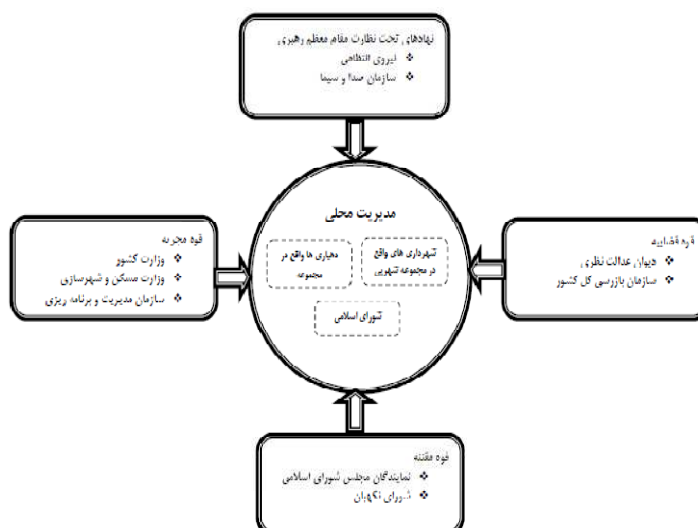 نهادهای تحت نظارت مقام معظم رهبری
❖ نیروی انتظامی
❖ سازمان صدا و سیما
مدیریت محلی
شهرداری های واقع
در مجموعه شهریی
دهیاری ها واقع در
مجموعه
شورای اسلامی
قوه قضاییه
❖ دیوان عدالت نظری
❖ سازمان بازرسی کل کشور
قوه مجریه
❖ وزارت کشور
❖ وزارت مسکن و شهرسازی
❖ سازمان مدیریت و برنامه ریزی
قوه مقننه
❖ نمایندگان مجلس شورای اسلامی
❖ شورای نگهبان